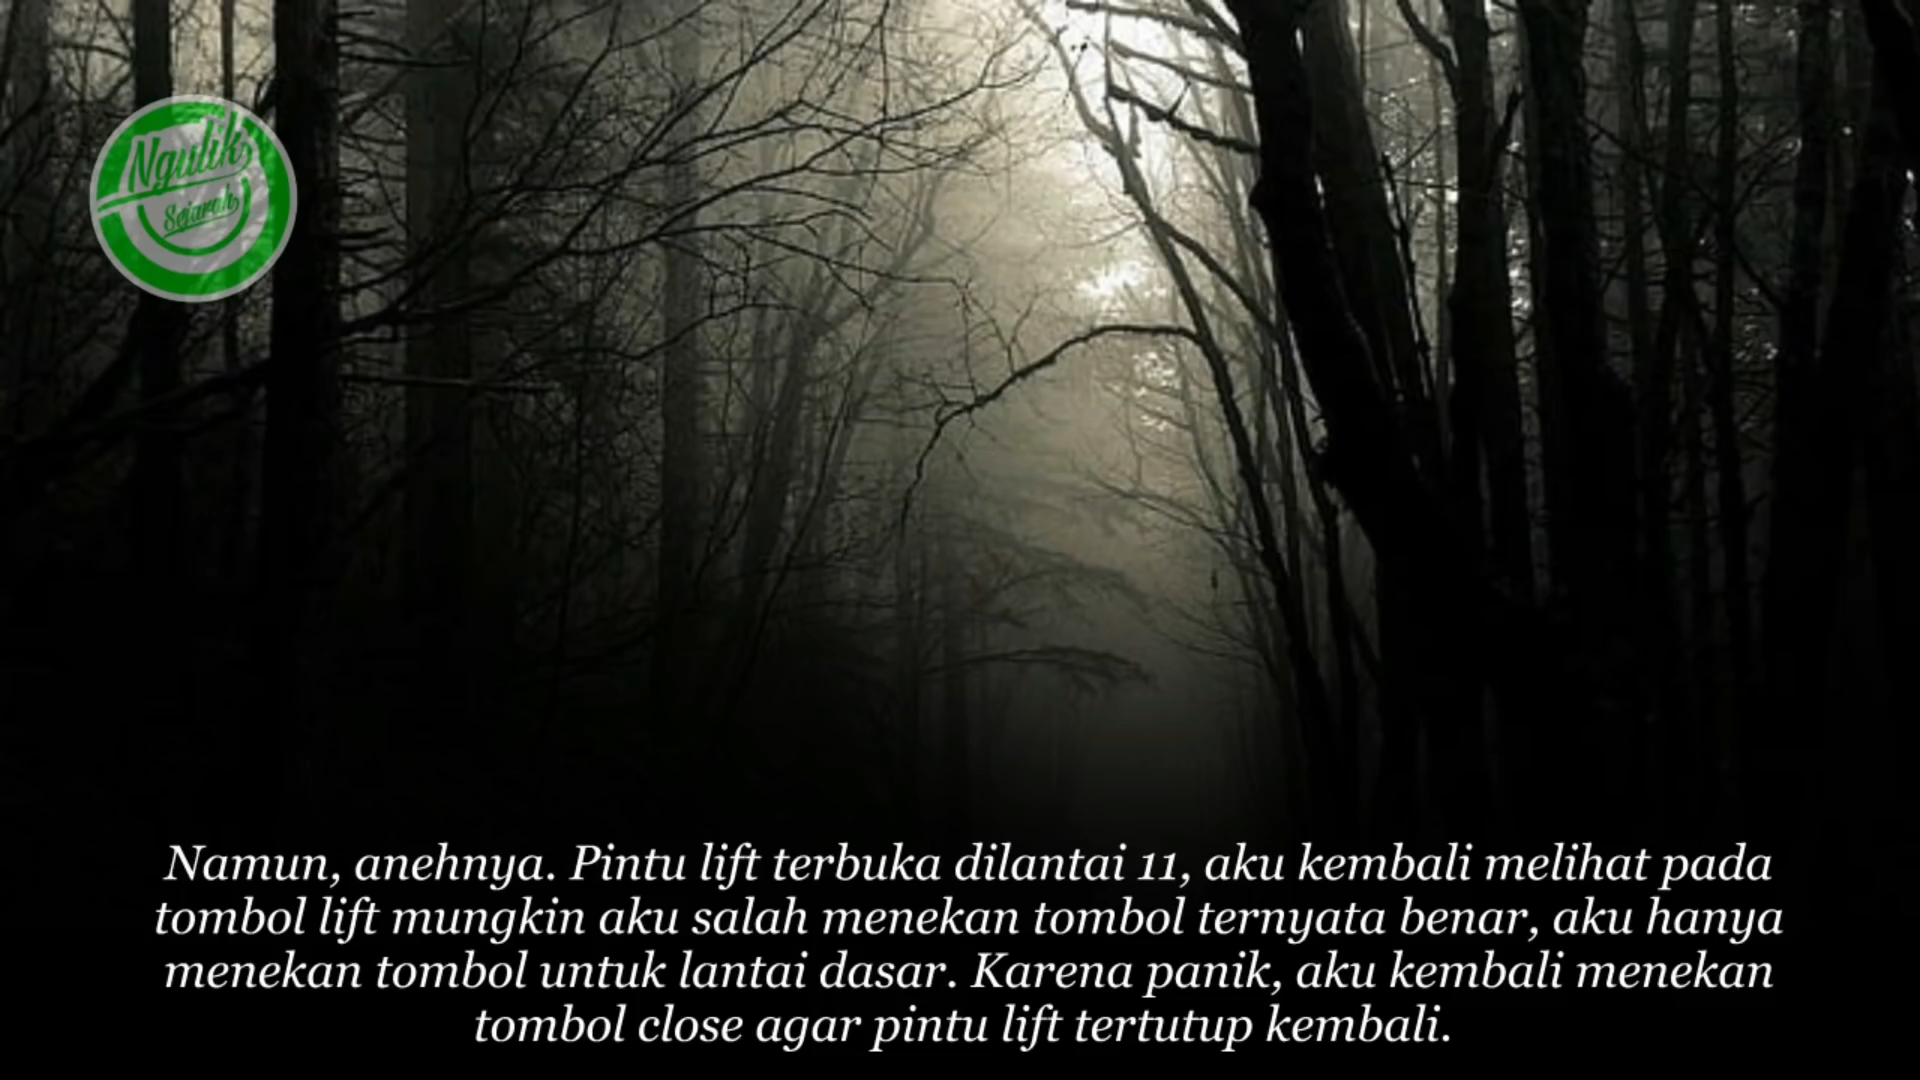 Ngulik
Sejarah
Namun, anehnya. Pintu lift terbuka dilantai 11, aku kembali melihat pada
tombol lift mungkin aku salah menekan tombol ternyata benar, aku hanya
menekan tombol untuk lantai dasar. Karena panik, aku kembali menekan
tombol close agar pintu lift tertutup kembali.